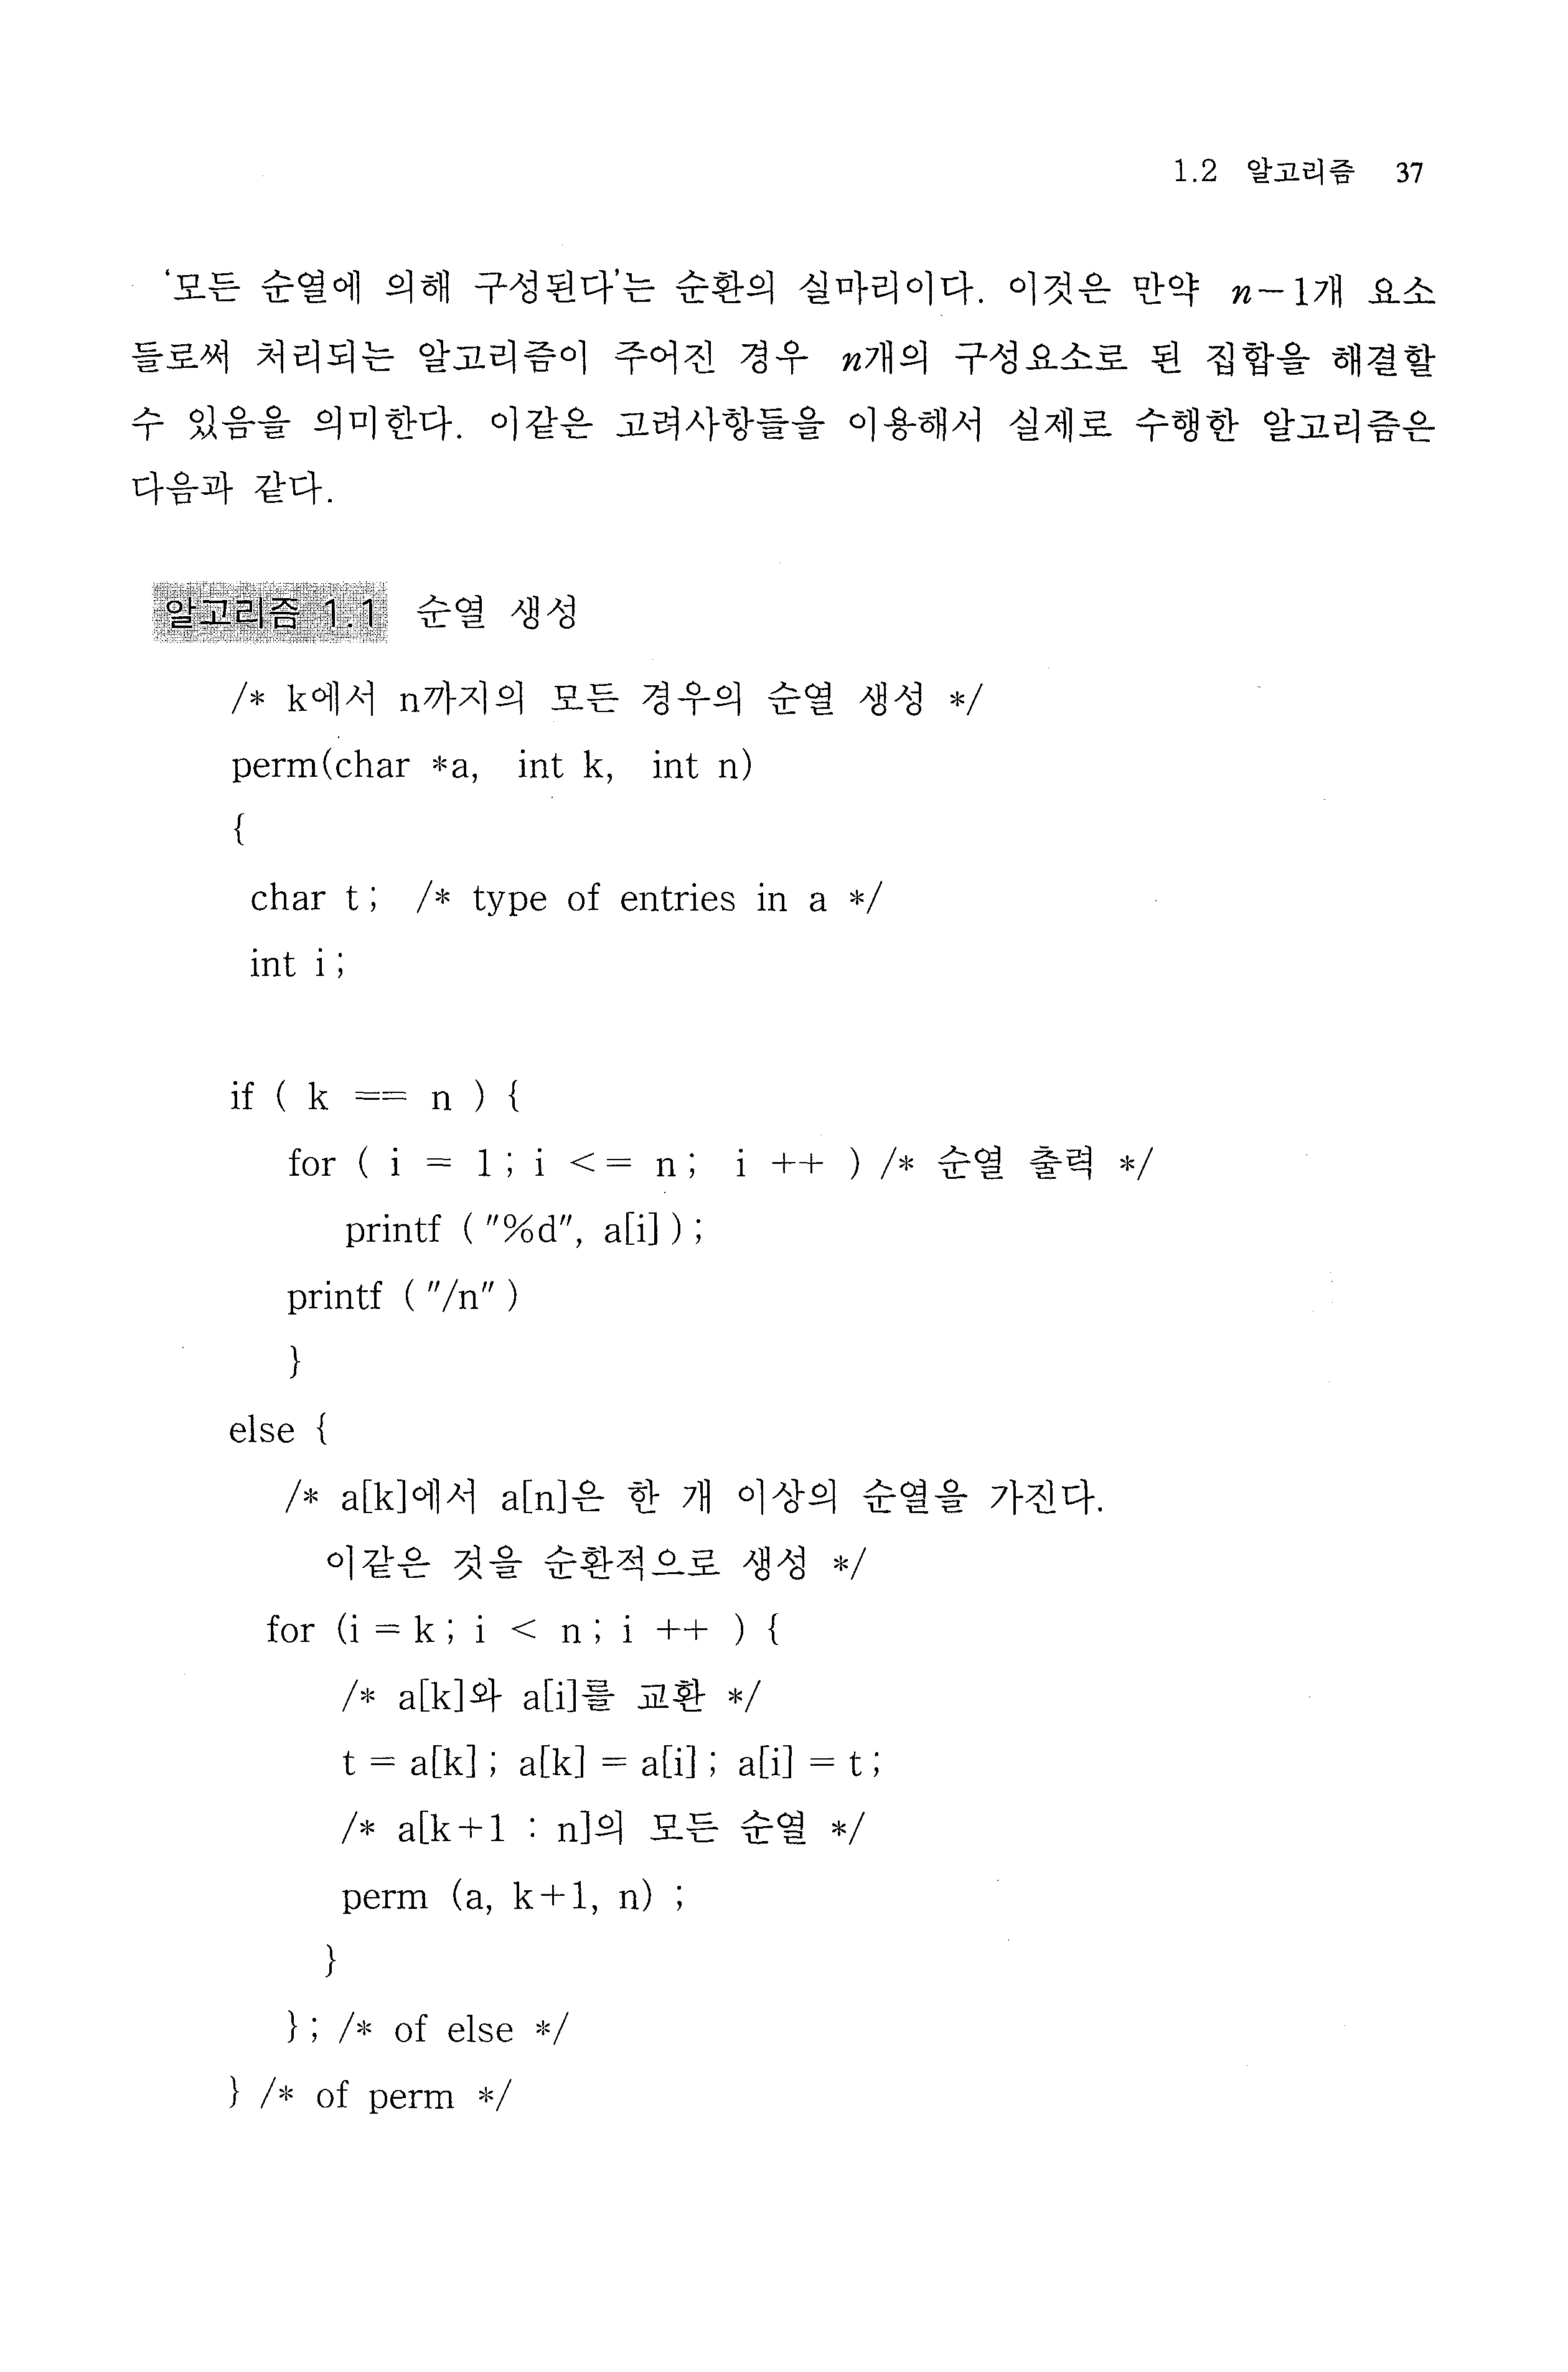 1.2 알고리즘 37
'모든 순열에 의해 구성된다'는 순환의 실마리이다. 이것은 만약 n-1개 요소
들로써 처리되는 알고리즘이 주어진 경우 n개의 구성요소로 된 집합을 해결할
수 있음을 의미한다. 이같은 고려사항들을 이용해서 실제로 수행한 알고리즘은
다음과 같다.
알고리즘 1.1 순열 생성
/* k에서 n까지의 모든 경우의 순열 생성 */
perm(char *a, int k, int n)
{
char t; /* type of entries in a */
int i;
if ( k == n ) {
for ( i = 1; i <= n; i ++ ) /* 순열 출력 */
printf ("%d", a[i]);
printf ("/n")
}
else {
/* a[k]에서 a[n]은 한 개 이상의 순열을 가진다.
이같은 것을 순환적으로 생성 */
for (i = k; i < n; i ++ ) {
/* a[k]와 a[i]를 교환 */
t = a[k]; a[k] = a[i]; a[i] = t;
/* a[k+1 : n]의 모든 순열 */
perm (a, k+1, n) ;
}
}; /* of else */
} /* of perm */